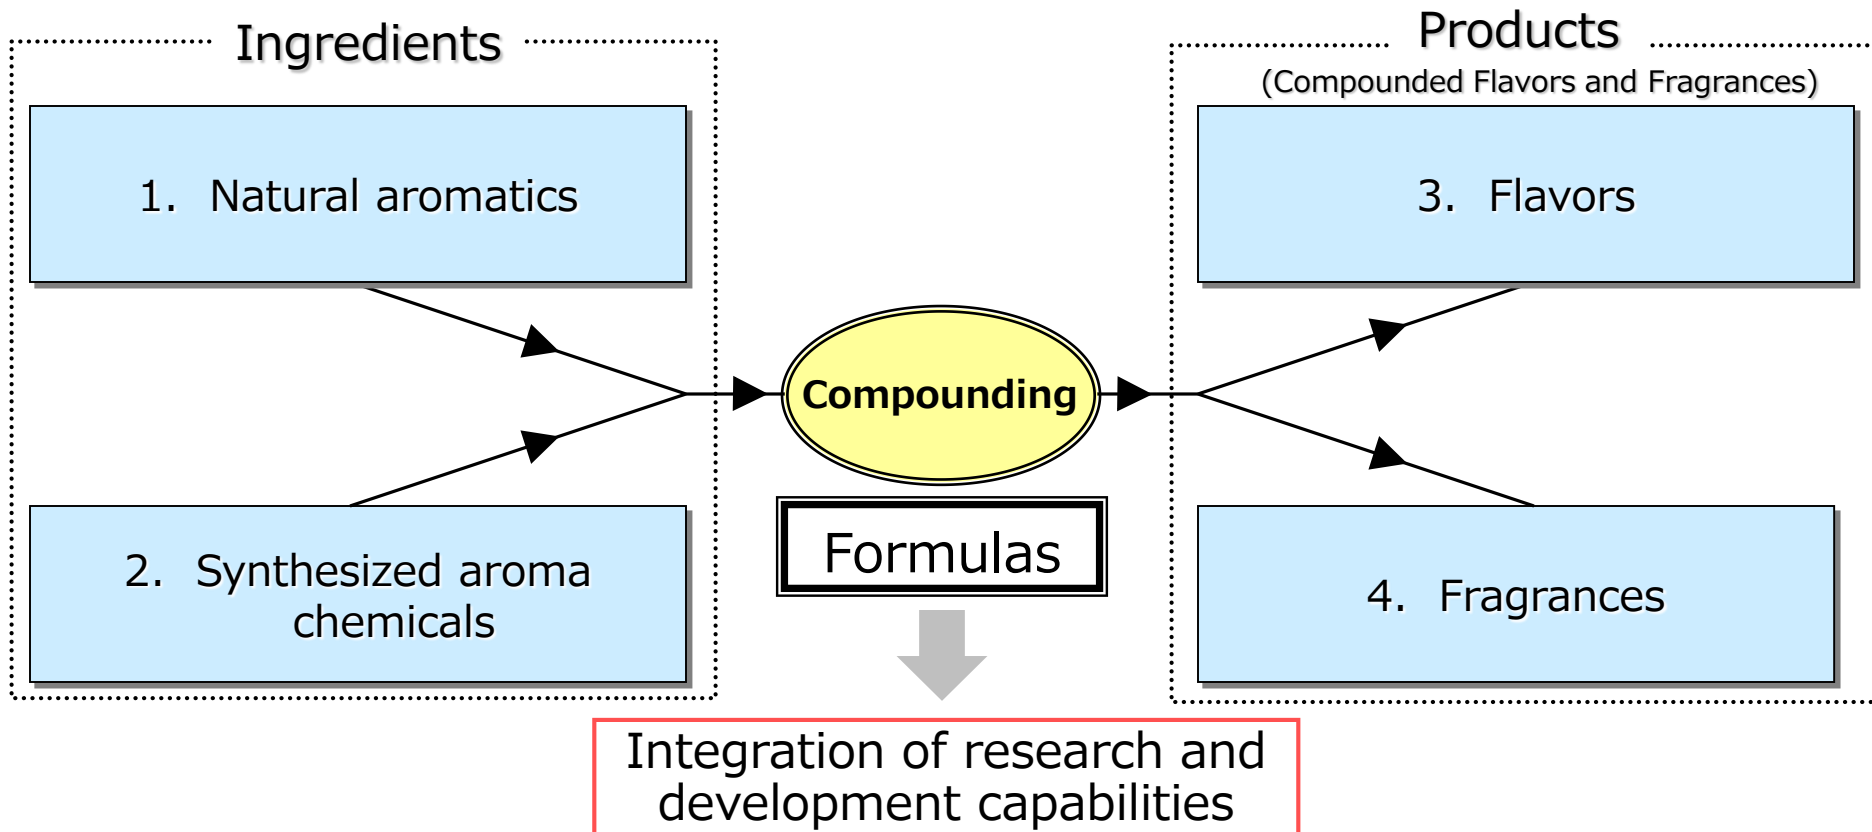 Ingredients
1. Natural aromatics
2. Synthesized aroma
chemicals
Compounding
Formulas
Integration of research and
development capabilities
Products
(Compounded Flavors and Fragrances)
3. Flavors
4. Fragrances